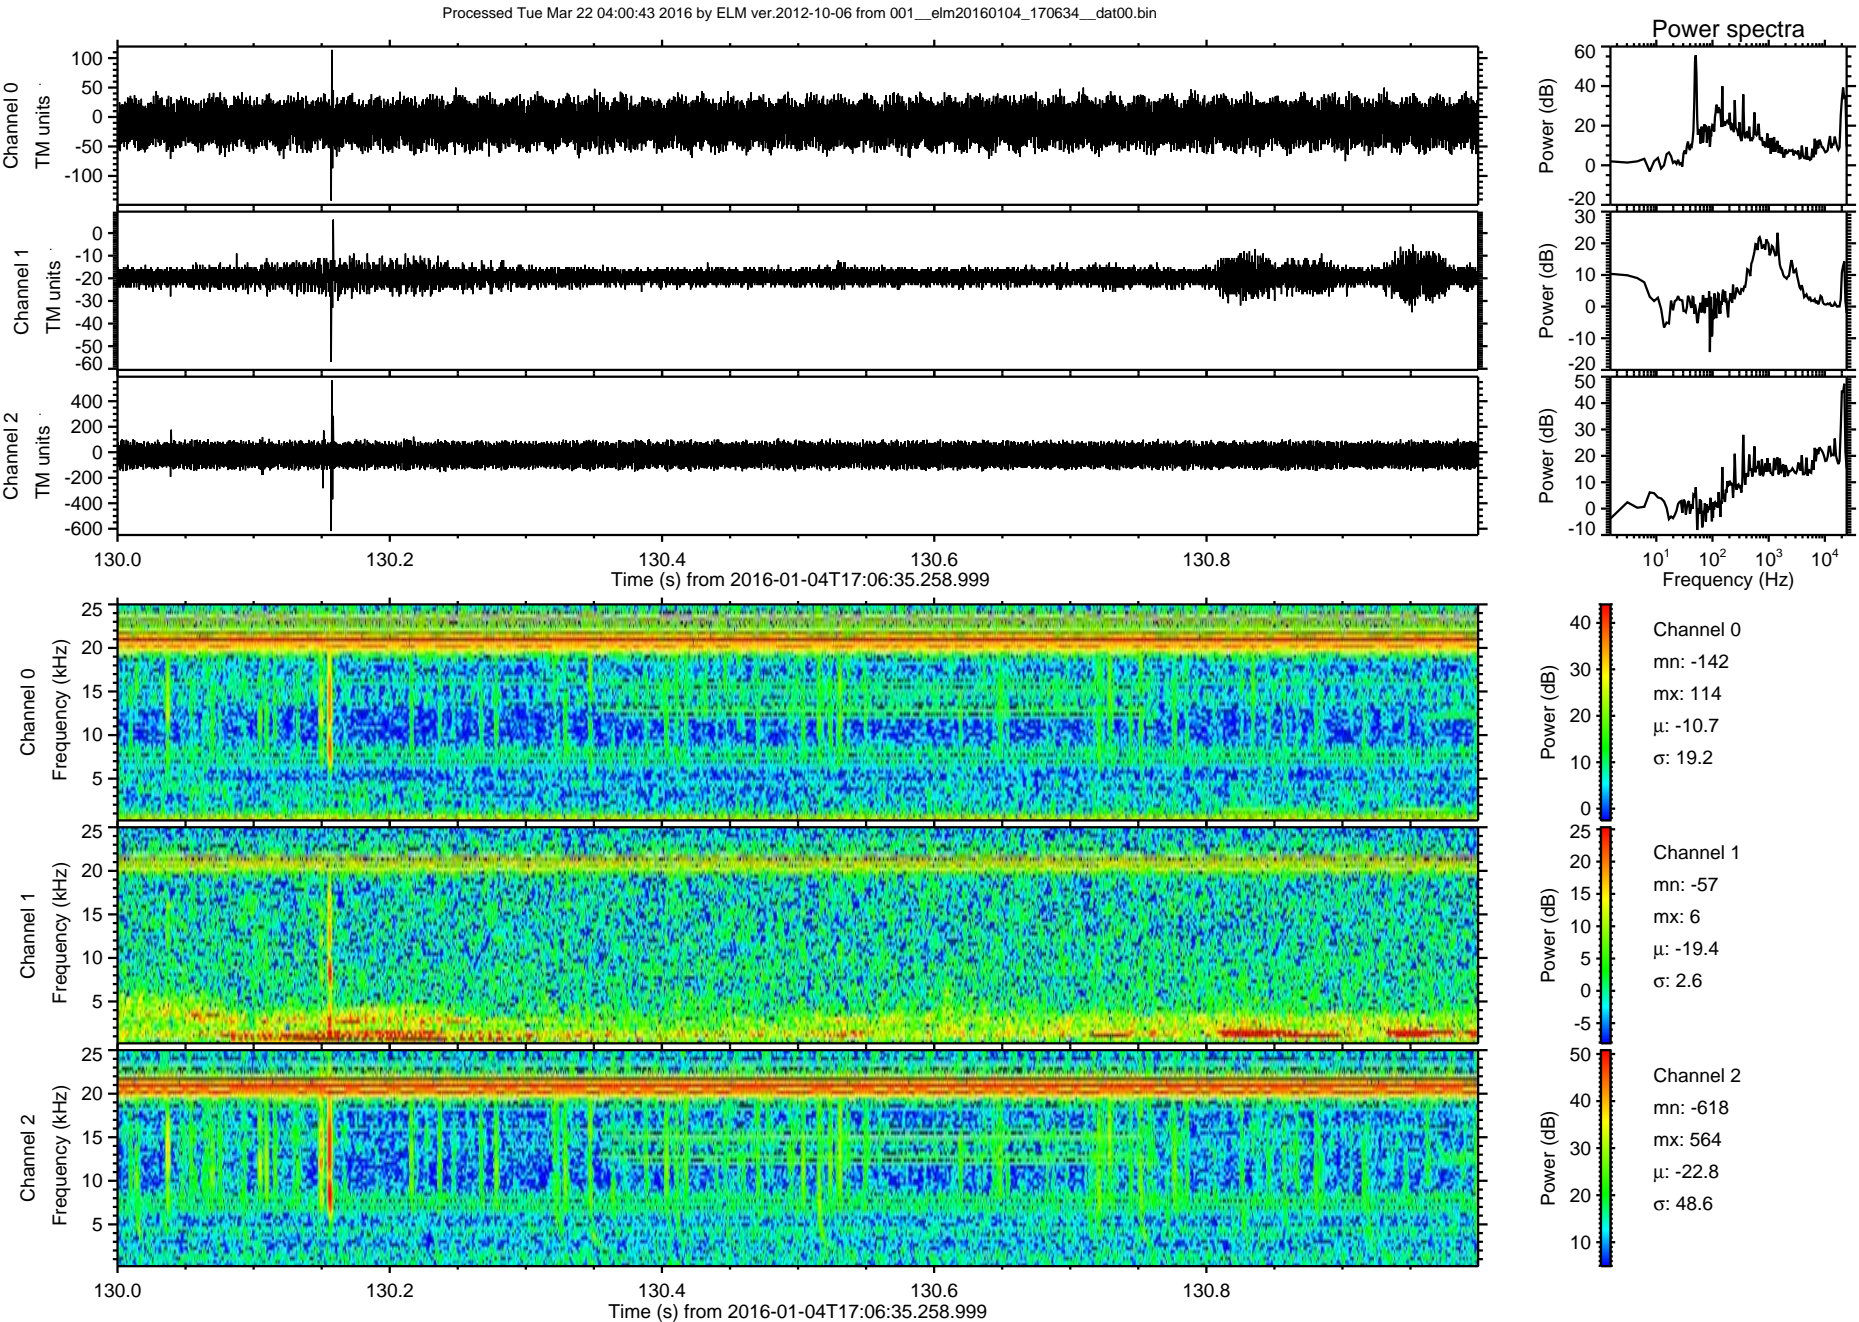 Processed Tue Mar 22 04:00:43 2016 by ELM ver.2012-10-06 from 001__elm20160104_170634__dat00.bin
Power spectra
Channel 0
TM units
100
50
0
-50
-100
Power (dB)
60
40
20
0
-20
Channel 1
TM units
0
-10
-20
-30
-40
-50
-60
Power (dB)
30
20
10
0
-10
-20
Channel 2
TM units
400
200
0
-200
-400
-600
Power (dB)
50
40
30
20
10
0
-10
130.0 130.2 130.4 130.6 130.8
Time (s) from 2016-01-04T17:06:35.258.999
10¹ 10² 10³ 10⁴
Frequency (Hz)
Channel 0
Frequency (kHz)
25
20
15
10
5
Power (dB)
40
30
20
10
0
Channel 0
mn: -142
mx: 114
μ: -10.7
σ: 19.2
Channel 1
Frequency (kHz)
25
20
15
10
5
Power (dB)
25
20
15
10
5
0
-5
Channel 1
mn: -57
mx: 6
μ: -19.4
σ: 2.6
Channel 2
Frequency (kHz)
25
20
15
10
5
Power (dB)
50
40
30
20
10
Channel 2
mn: -618
mx: 564
μ: -22.8
σ: 48.6
130.0 130.2 130.4 130.6 130.8
Time (s) from 2016-01-04T17:06:35.258.999